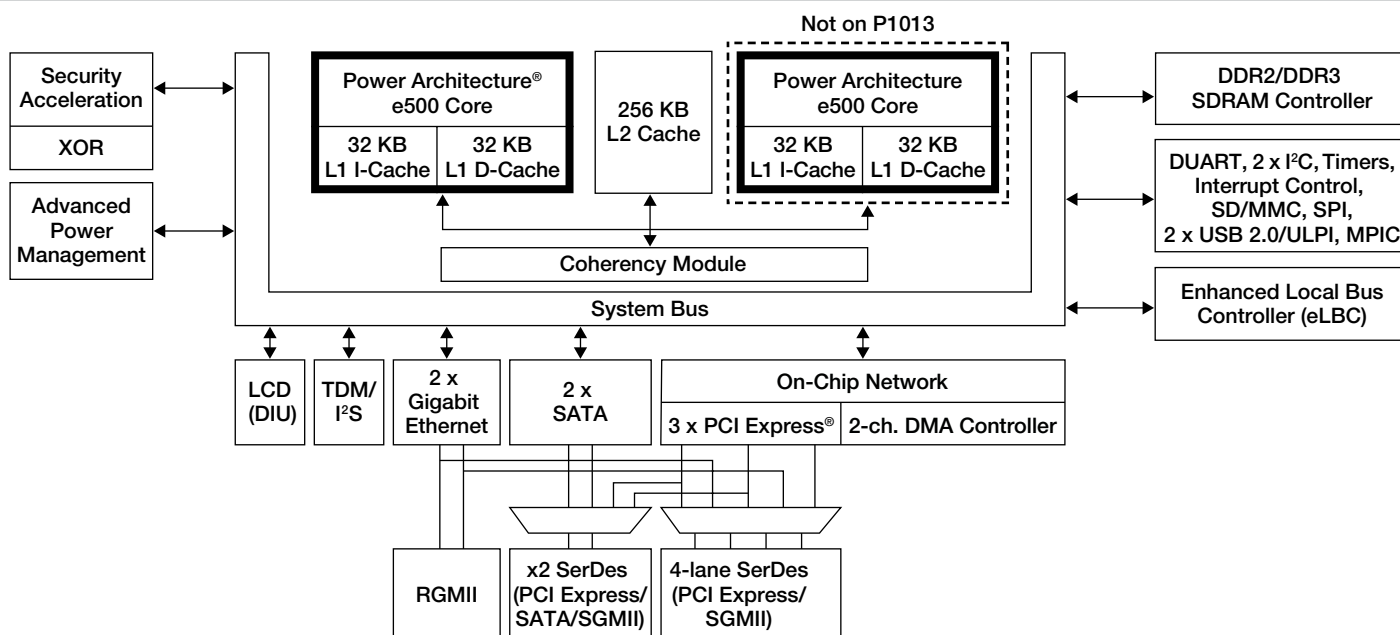 Not on P1013
Security
Acceleration
XOR
Advanced
Power
Management
Power Architecture®
e500 Core
32 KB
L1 I-Cache
32 KB
L1 D-Cache
256 KB
L2 Cache
Power Architecture
e500 Core
32 KB
L1 I-Cache
32 KB
L1 D-Cache
Coherency Module
System Bus
DDR2/DDR3
SDRAM Controller
DUART, 2 x I²C, Timers,
Interrupt Control,
SD/MMC, SPI,
2 x USB 2.0/ULPI, MPIC
Enhanced Local Bus
Controller (eLBC)
LCD
(DIU)
TDM/
I²S
2 x
Gigabit
Ethernet
2 x
SATA
On-Chip Network
3 x PCI Express®
2-ch. DMA Controller
RGMII
x2 SerDes
(PCI Express/
SATA/SGMII)
4-lane SerDes
(PCI Express/
SGMII)